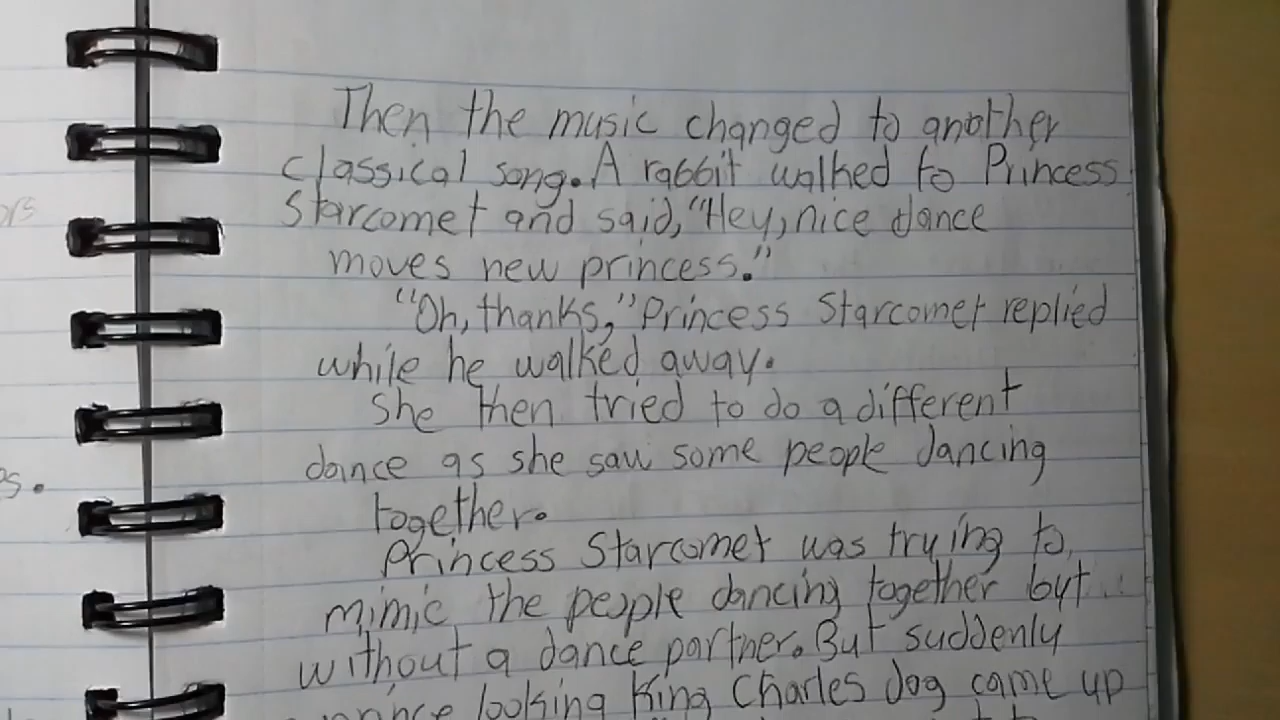 Then the music changed to another
classical song. A rabbit walked to Princess
Starcomet and said, "Hey, nice dance
moves new princess."
"Oh, thanks," Princess Starcomet replied
while he walked away.
She then tried to do a different
dance as she saw some people dancing
together.
Princess Starcomet was trying to
mimic the people dancing together but
without a dance partner. But suddenly
prince looking King Charles dog came up